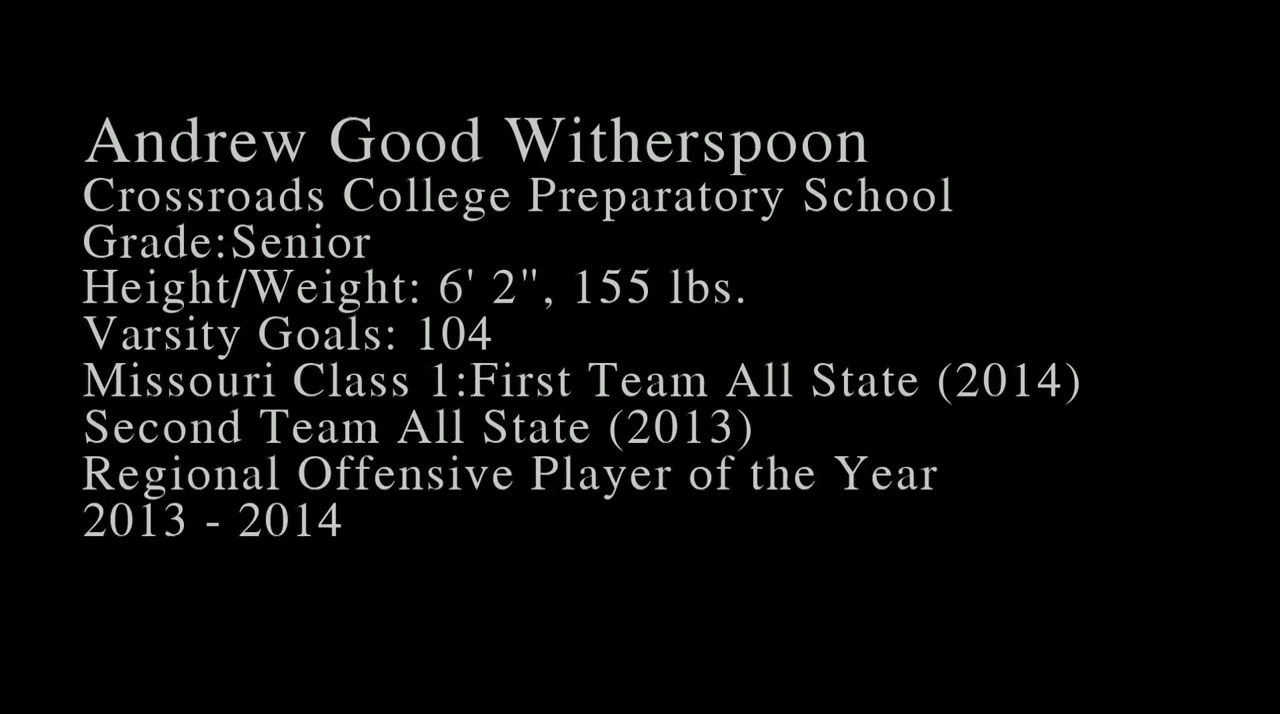 Andrew Good Witherspoon
Crossroads College Preparatory School
Grade:Senior
Height/Weight: 6' 2", 155 lbs.
Varsity Goals: 104
Missouri Class 1:First Team All State (2014)
Second Team All State (2013)
Regional Offensive Player of the Year
2013 - 2014